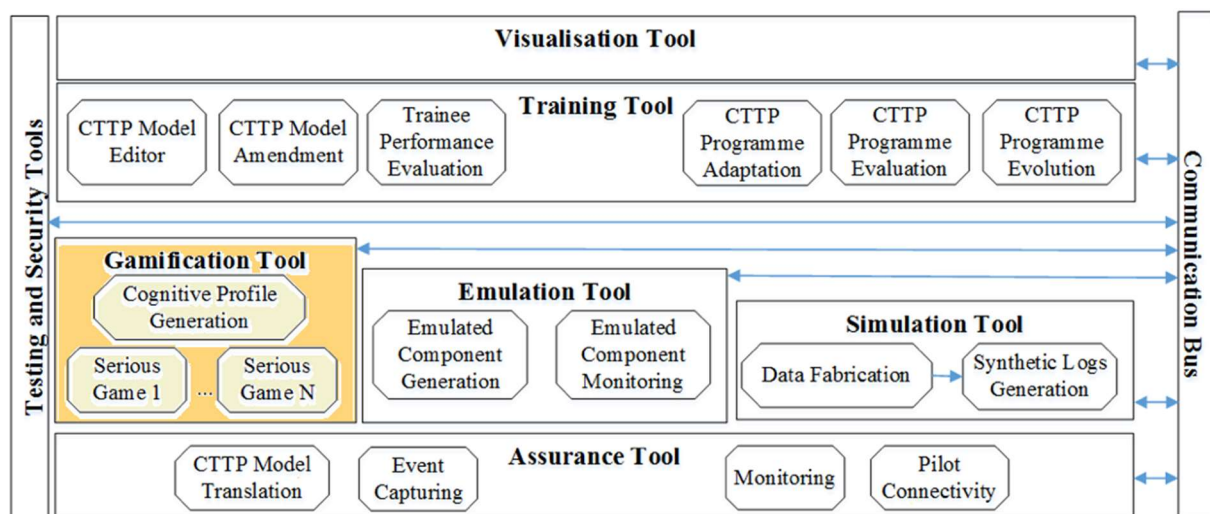 Testing and Security Tools
Visualisation Tool
Training Tool
CTTP Model
Editor
CTTP Model
Amendment
Trainee
Performance
Evaluation
CTTP
Programme
Adaptation
CTTP
Programme
Evaluation
CTTP
Programme
Evolution
Gamification Tool
Cognitive Profile
Generation
Serious
Game 1
...
Serious
Game N
Emulation Tool
Emulated
Component
Generation
Emulated
Component
Monitoring
Simulation Tool
Data Fabrication
Synthetic Logs
Generation
Assurance Tool
CTTP Model
Translation
Event
Capturing
Monitoring
Pilot
Connectivity
Communication Bus